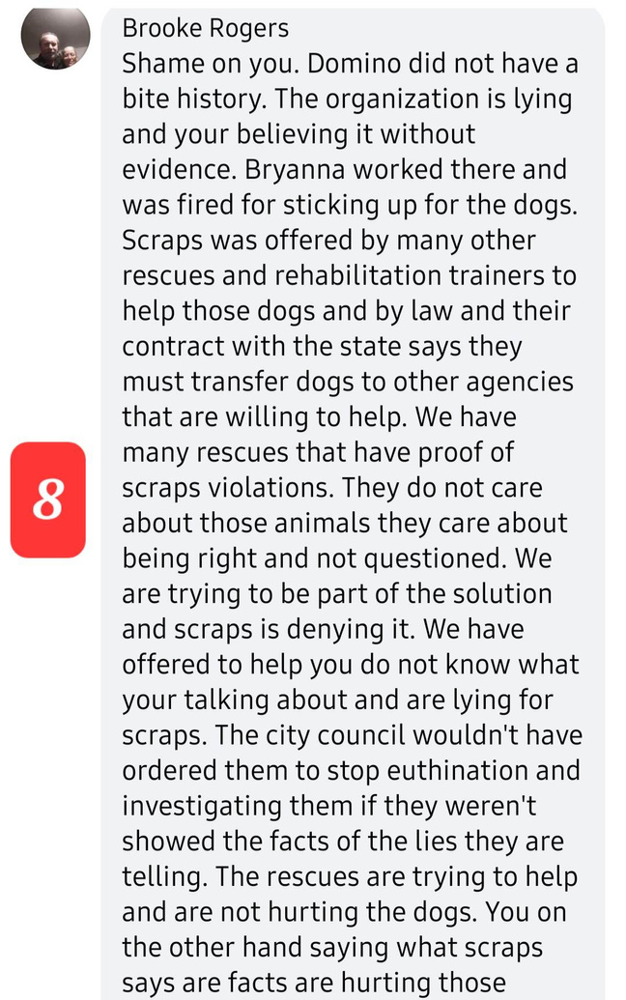 Brooke Rogers
Shame on you. Domino did not have a
bite history. The organization is lying
and your believing it without
evidence. Bryanna worked there and
was fired for sticking up for the dogs.
Scraps was offered by many other
rescues and rehabilitation trainers to
help those dogs and by law and their
contract with the state says they
must transfer dogs to other agencies
that are willing to help. We have
many rescues that have proof of
scraps violations. They do not care
about those animals they care about
being right and not questioned. We
are trying to be part of the solution
and scraps is denying it. We have
offered to help you do not know what
your talking about and are lying for
scraps. The city council wouldn't have
ordered them to stop euthination and
investigating them if they weren't
showed the facts of the lies they are
telling. The rescues are trying to help
and are not hurting the dogs. You on
the other hand saying what scraps
says are facts are hurting those
8